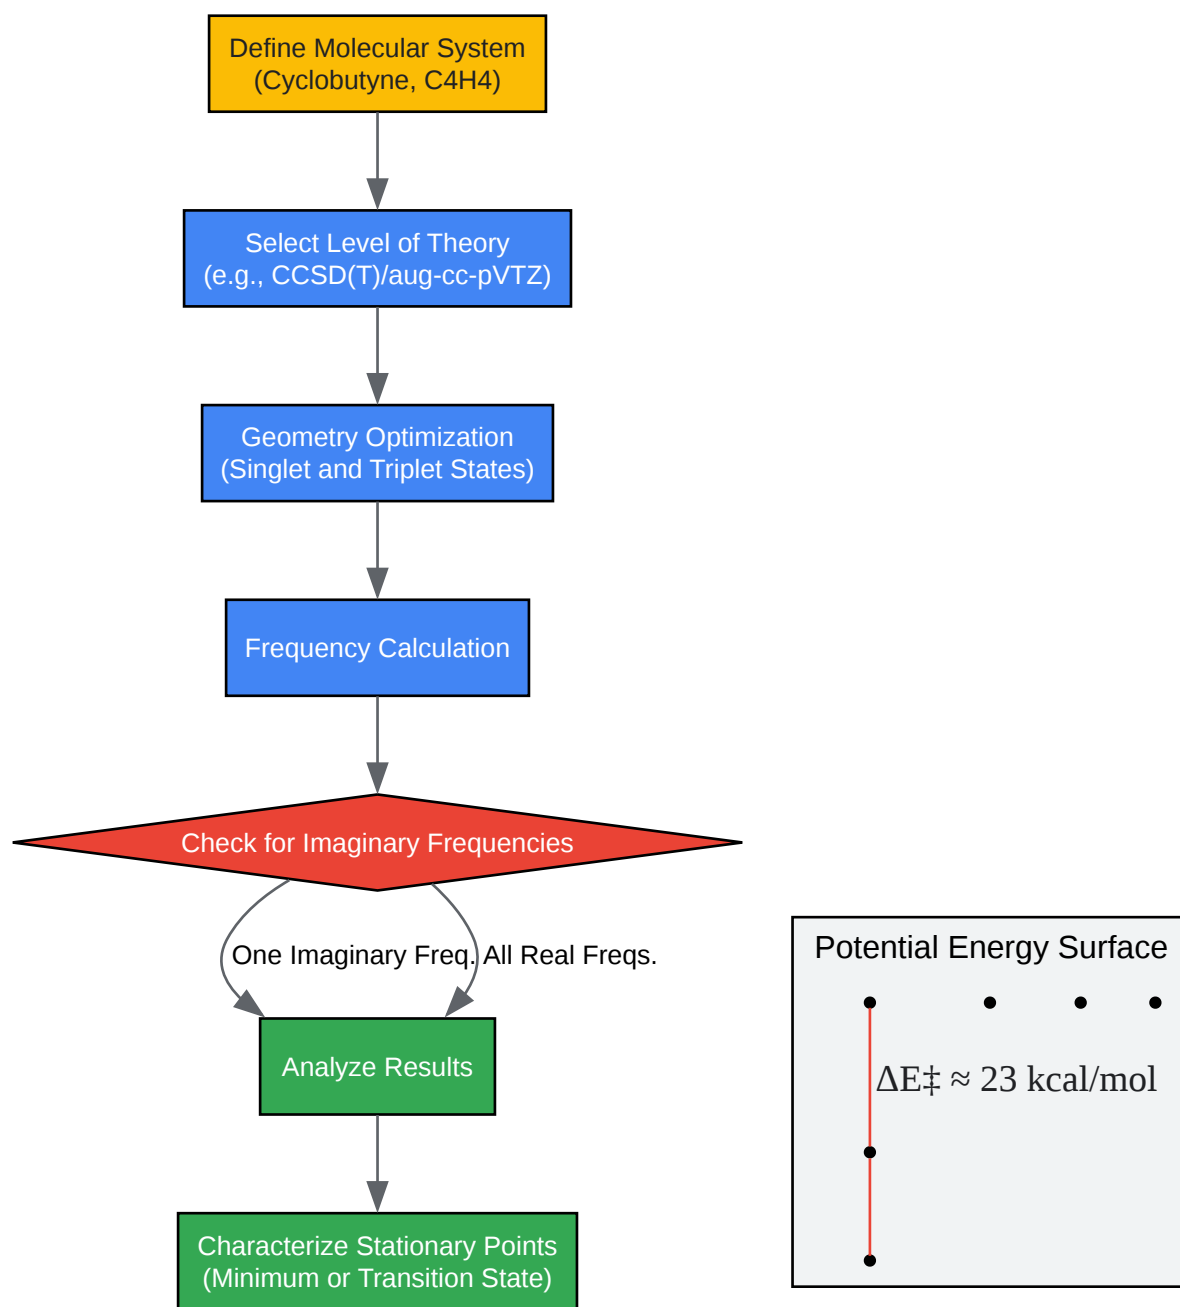 Define Molecular System
(Cyclobutyne, C4H4)
Select Level of Theory
(e.g., CCSD(T)/aug-cc-pVTZ)
Geometry Optimization
(Singlet and Triplet States)
Frequency Calculation
Check for Imaginary Frequencies
One Imaginary Freq.
All Real Freqs.
Analyze Results
Characterize Stationary Points
(Minimum or Transition State)
Potential Energy Surface
ΔE‡ ≈ 23 kcal/mol